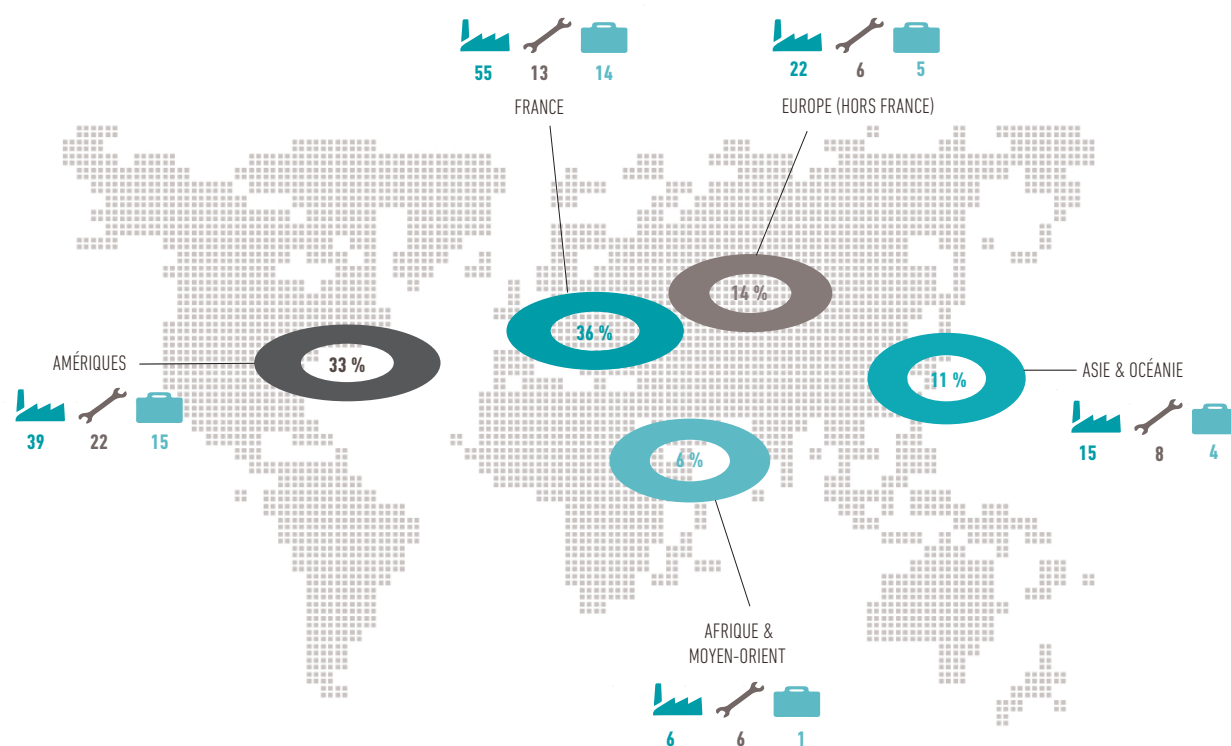 55 13 14
FRANCE
22 6 5
EUROPE (HORS FRANCE)
14 %
36 %
AMÉRIQUES
33 %
39 22 15
11 %
ASIE & OCÉANIE
15 8 4
6 %
AFRIQUE &
MOYEN-ORIENT
6 6 1